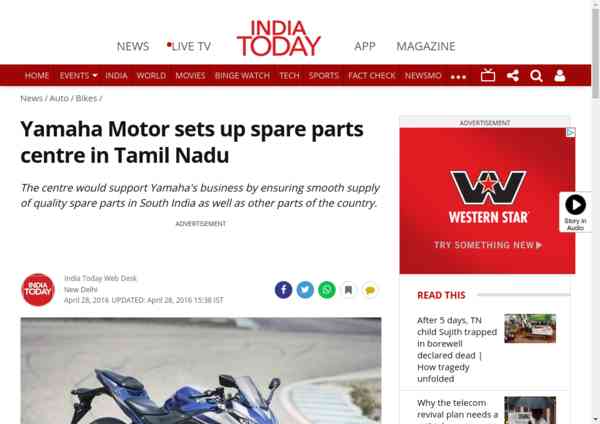 NEWS
LIVE TV
INDIA
TODAY
APP
MAGAZINE
HOME
EVENTS
INDIA
WORLD
MOVIES
BINGE WATCH
TECH
SPORTS
FACT CHECK
NEWSMO
News / Auto / Bikes /
Yamaha Motor sets up spare parts
centre in Tamil Nadu
The centre would support Yamaha's business by ensuring smooth supply
of quality spare parts in South India as well as other parts of the country.
ADVERTISEMENT
INDIA
TODAY
India Today Web Desk
New Delhi
April 28, 2016 UPDATED: April 28, 2016 15:38 IST
ADVERTISEMENT
WESTERN STAR
TRY SOMETHING NEW
Story in
Audio
READ THIS
After 5 days, TN
child Sujith trapped
in borewell
declared dead |
How tragedy
unfolded
Why the telecom
revival plan needs a